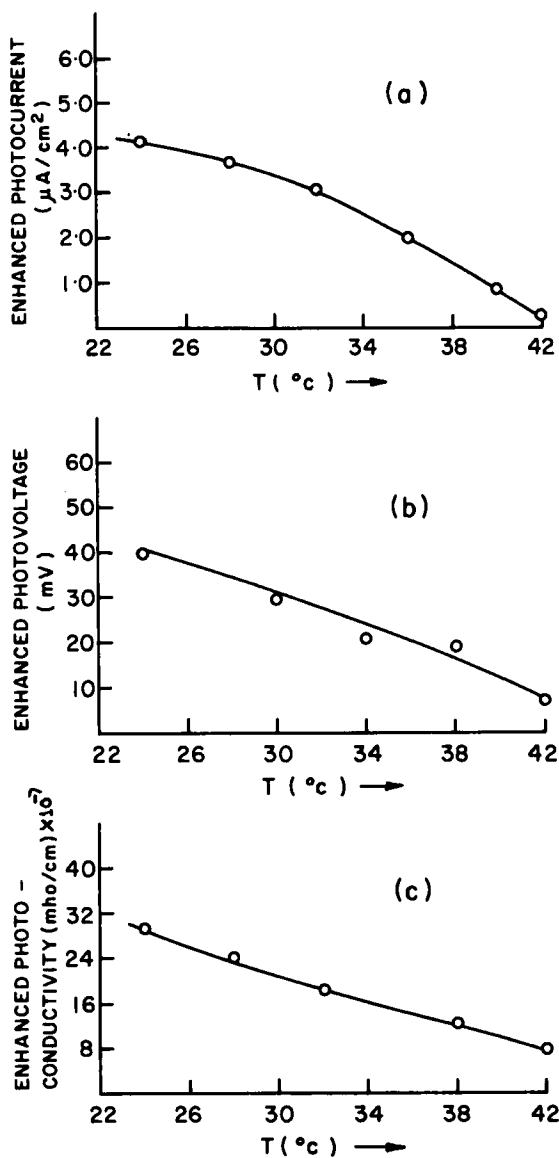 ENHANCED PHOTOCURRENT
(μA/cm²)
6·0
5·0
4·0
3·0
2·0
1·0
(a)
22 26 30 34 38 42
T (°c) →
ENHANCED PHOTOVOLTAGE
(mV)
60
50
40
30
20
10
(b)
22 26 30 34 38 42
T (°c) →
ENHANCED PHOTO -
CONDUCTIVITY (mho/cm)×10⁻⁷
40
32
24
16
8
(c)
22 26 30 34 38 42
T (°c) →